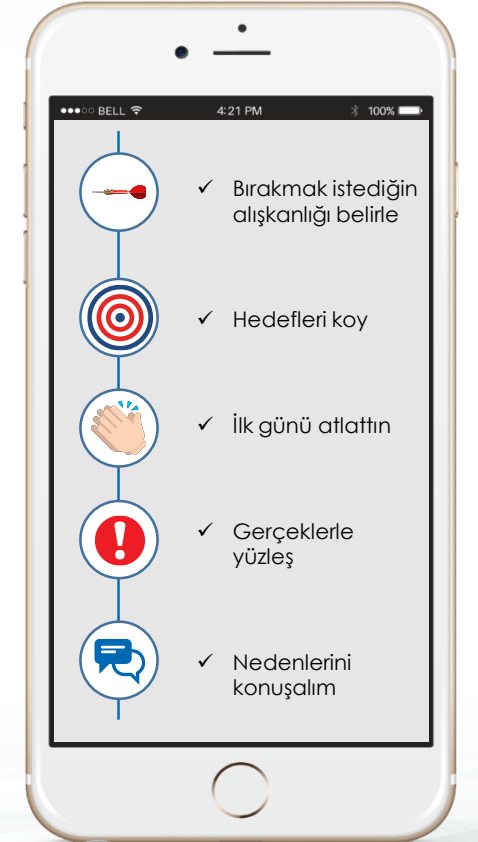 BELL 4:21 PM 100%
✓ Bırakmak istediğin
alışkanlığı belirle
✓ Hedefleri koy
✓ İlk günü atlattın
✓ Gerçeklerle
yüzleş
✓ Nedenlerini
konuşalım